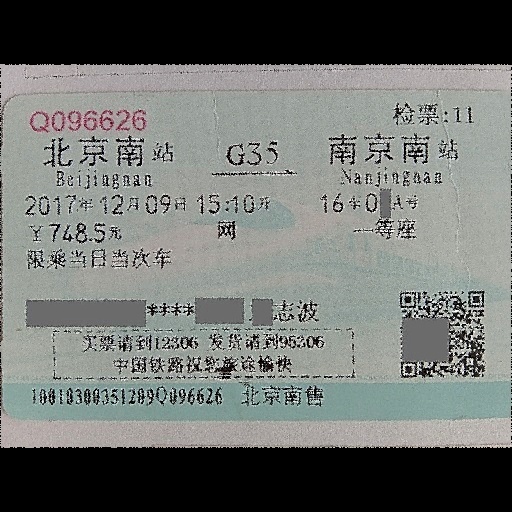 Q096626 检票:11
北京南站 G35 南京南站
Beijingnan Nanjingnan
2017年12月09日 15:10开 16车0 A号
￥748.5元 网 一等座
限乘当日当次车
**** 志波
买票请到12306 发货请到95306
中国铁路祝您旅途愉快
10010300351209Q096626 北京南售